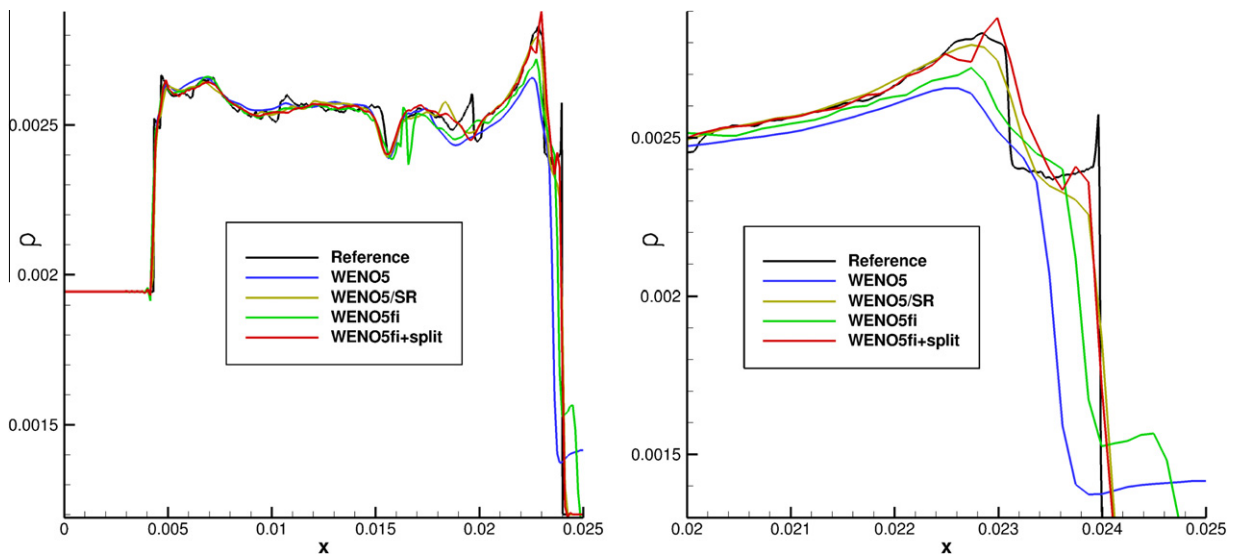 0.0025
0.002
0.0015
ρ
Reference
WENO5
WENO5/SR
WENO5fi
WENO5fi+split
0
0.005
0.01
0.015
0.02
0.025
x
0.0025
0.002
0.0015
ρ
Reference
WENO5
WENO5/SR
WENO5fi
WENO5fi+split
0.02
0.021
0.022
0.023
0.024
0.025
x